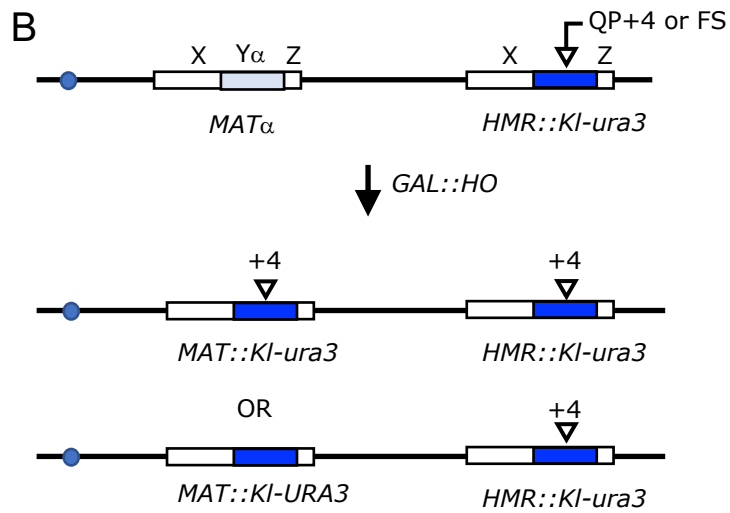 B
QP+4 or FS
X Yα Z X Z
MATα HMR::Kl-ura3
GAL::HO
+4 +4
MAT::Kl-ura3 HMR::Kl-ura3
OR +4
MAT::Kl-URA3 HMR::Kl-ura3